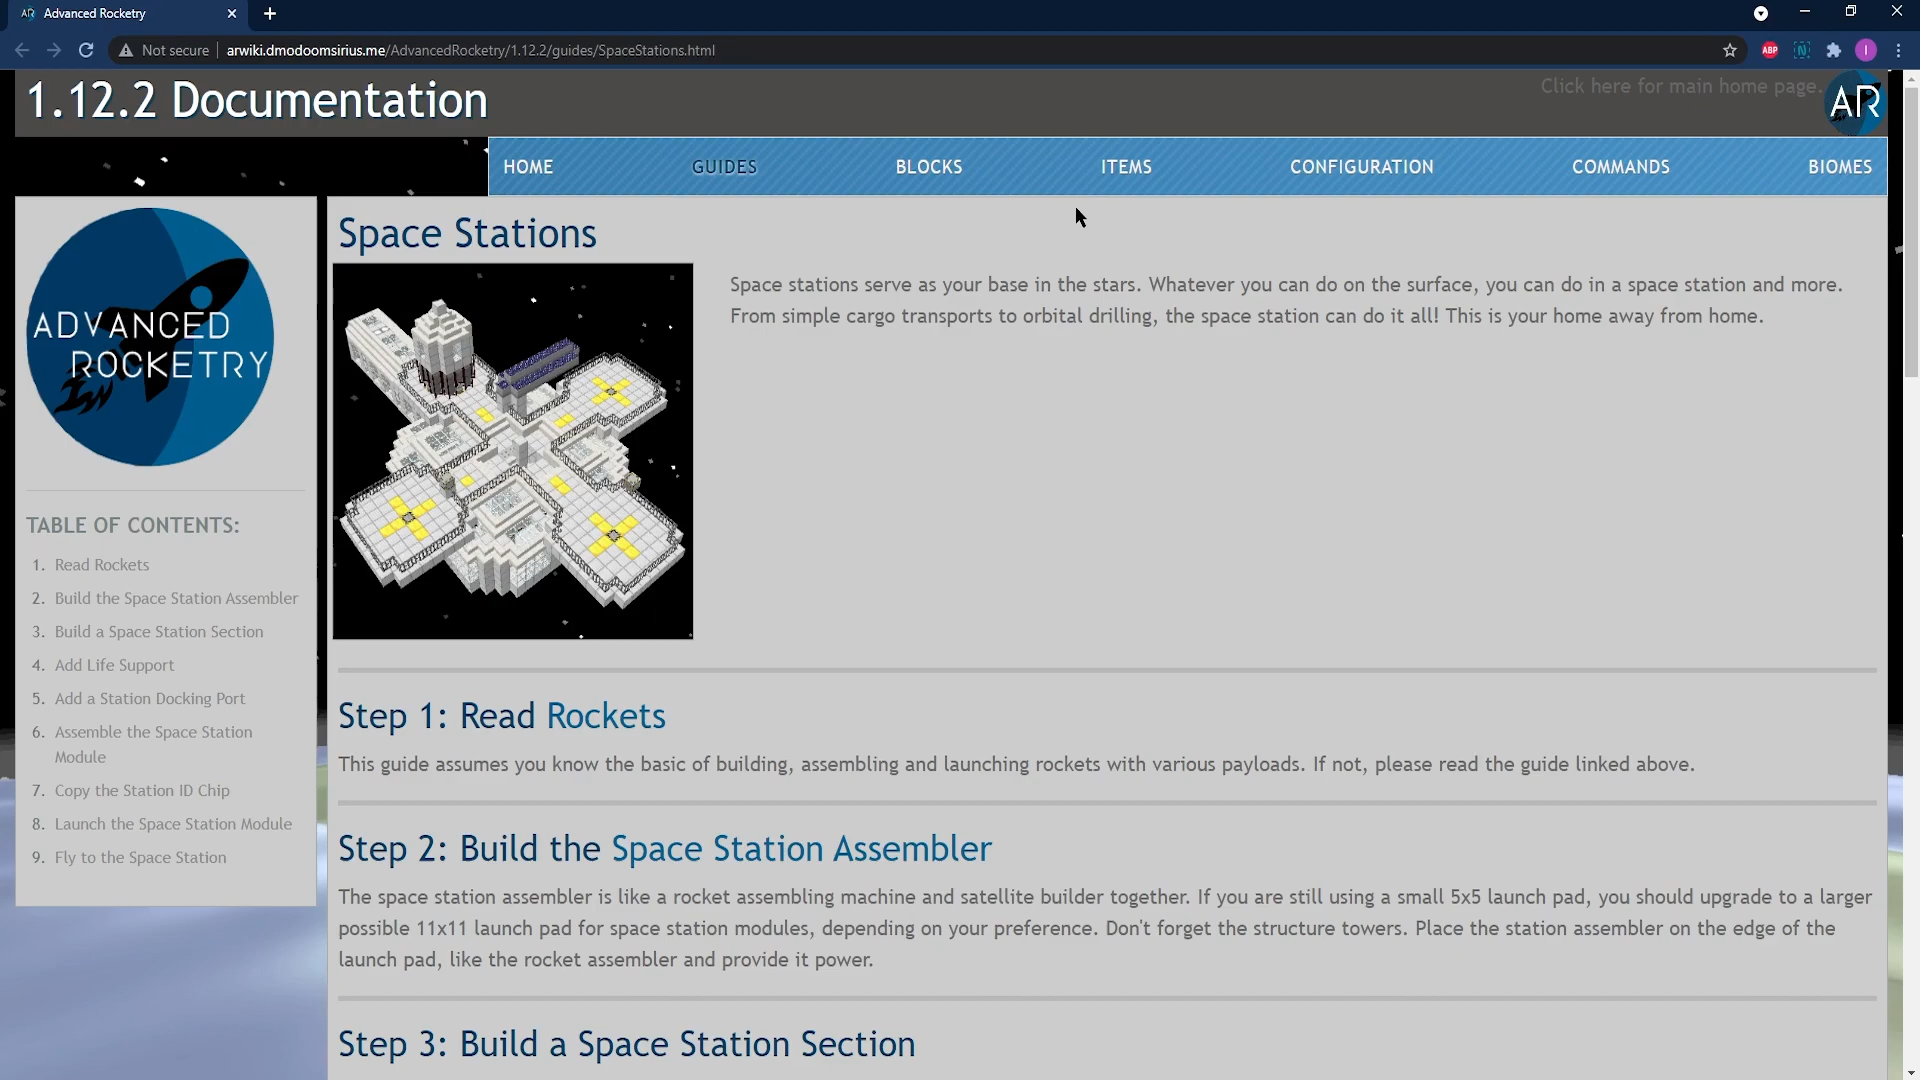 Advanced Rocketry
Not secure
arwiki.dmodoomsirius.me/AdvancedRocketry/1.12.2/guides/SpaceStations.html
ABP
N
I
1.12.2 Documentation
Click here for main home page.
AR
HOME
GUIDES
BLOCKS
ITEMS
CONFIGURATION
COMMANDS
BIOMES
ADVANCED
ROCKETRY
TABLE OF CONTENTS:
1. Read Rockets
2. Build the Space Station Assembler
3. Build a Space Station Section
4. Add Life Support
5. Add a Station Docking Port
6. Assemble the Space Station
Module
7. Copy the Station ID Chip
8. Launch the Space Station Module
9. Fly to the Space Station
Space Stations
Space stations serve as your base in the stars. Whatever you can do on the surface, you can do in a space station and more.
From simple cargo transports to orbital drilling, the space station can do it all! This is your home away from home.
Step 1: Read Rockets
This guide assumes you know the basic of building, assembling and launching rockets with various payloads. If not, please read the guide linked above.
Step 2: Build the Space Station Assembler
The space station assembler is like a rocket assembling machine and satellite builder together. If you are still using a small 5x5 launch pad, you should upgrade to a larger
possible 11x11 launch pad for space station modules, depending on your preference. Don't forget the structure towers. Place the station assembler on the edge of the
launch pad, like the rocket assembler and provide it power.
Step 3: Build a Space Station Section